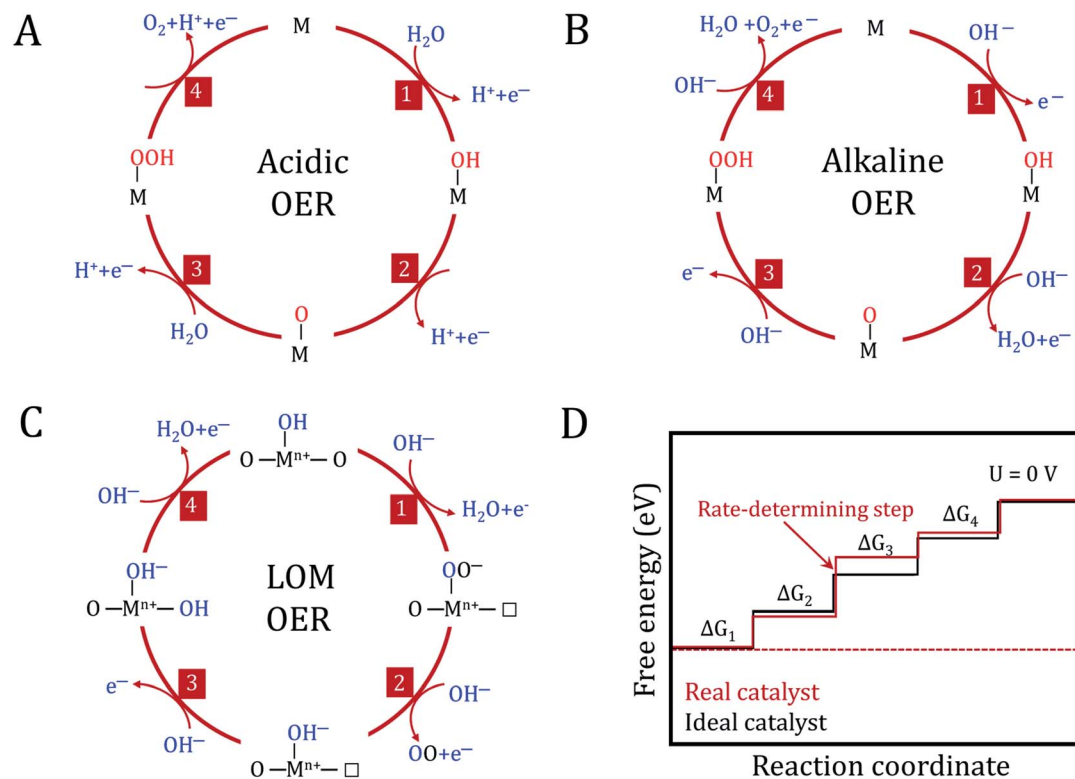 A
O₂+H⁺+e⁻
M
H₂O
4
1
H⁺+e⁻
OOH
M
Acidic
OER
OH
M
H⁺+e⁻
3
2
H₂O
O
M
H⁺+e⁻
B
H₂O +O₂+e⁻
M
OH⁻
OH⁻
4
1
e⁻
OOH
M
Alkaline
OER
OH
M
e⁻
3
2
OH⁻
OH⁻
O
M
H₂O+e⁻
C
H₂O+e⁻
OH
O —Mⁿ⁺— O
OH⁻
OH⁻
4
1
H₂O+e⁻
OH⁻
O —Mⁿ⁺— OH
LOM
OER
OO⁻
O —Mⁿ⁺— □
e⁻
3
2
OH⁻
OH⁻
OH⁻
O —Mⁿ⁺— □
OO+e⁻
D
Free energy (eV)
U = 0 V
Rate-determining step
ΔG₄
ΔG₃
ΔG₂
ΔG₁
Real catalyst
Ideal catalyst
Reaction coordinate